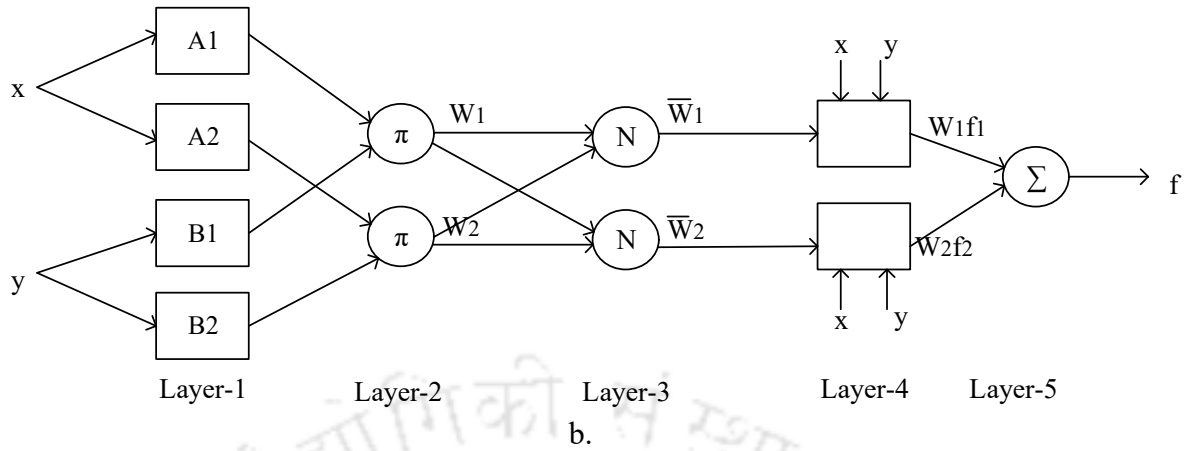 x
A1
A2
y
B1
B2
π
π
W1
W2
N
N
W̅1
W̅2
x y
W1f1
W2f2
x y
∑
f
Layer-1 Layer-2 Layer-3 Layer-4 Layer-5
b.